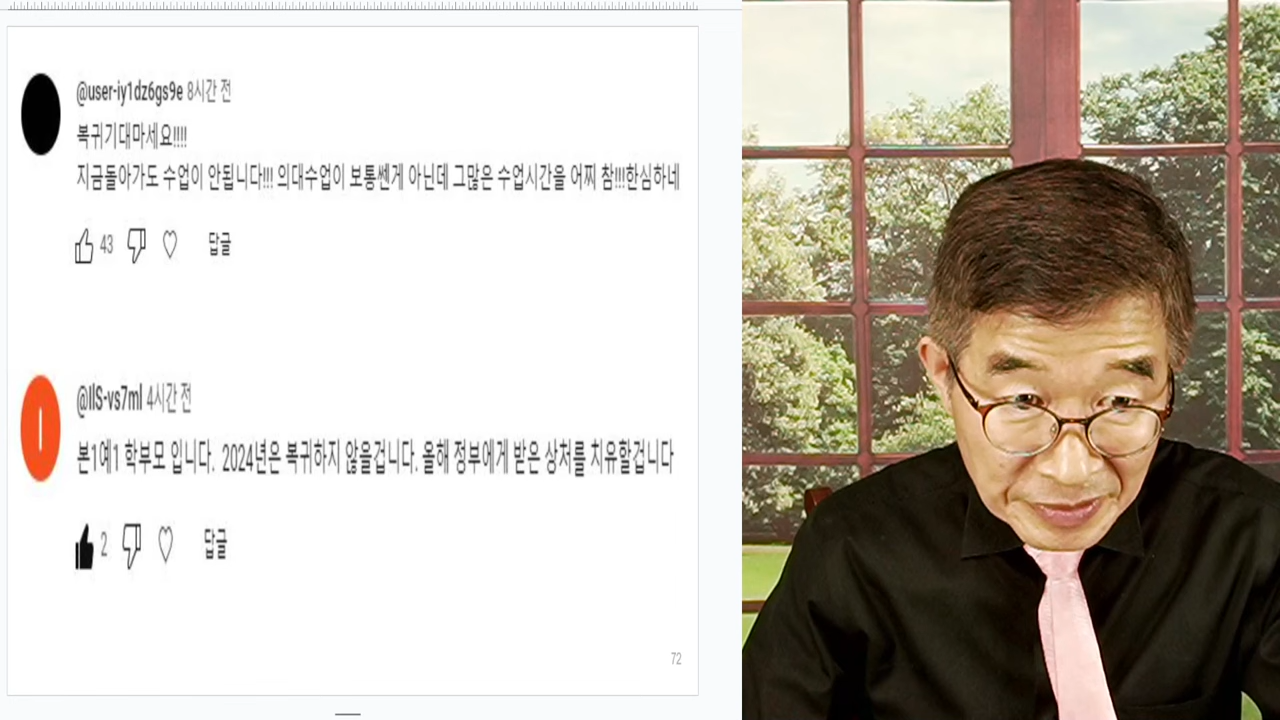 @user-iy1dz6gs9e 8시간 전
복귀기대마세요!!!!
지금돌아가도 수업이 안됩니다!!! 의대수업이 보통쎈게 아닌데 그많은 수업시간을 어찌 참!!!한심하네
43 답글
I
@IlS-vs7ml 4시간 전
본1예1 학부모 입니다. 2024년은 복귀하지 않을겁니다. 올해 정부에게 받은 상처를 치유할겁니다
2 답글
72